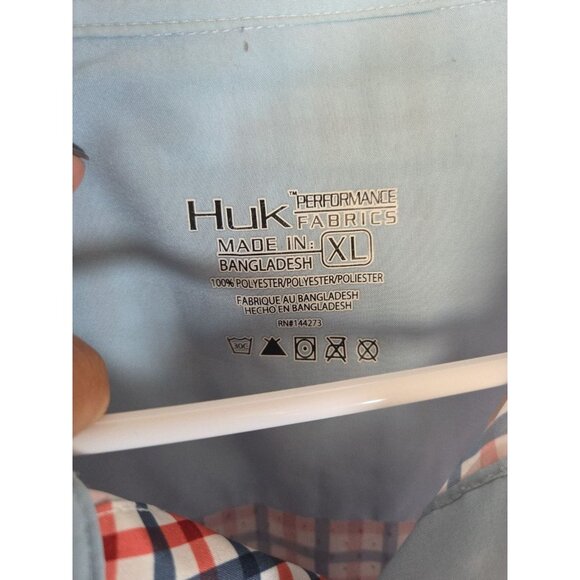 Huk™ PERFORMANCE FABRICS
MADE IN: XL
BANGLADESH
100% POLYESTER/POLYESTER/POLIESTER
FABRIQUE AU BANGLADESH
HECHO EN BANGLADESH
RN#144273
30C